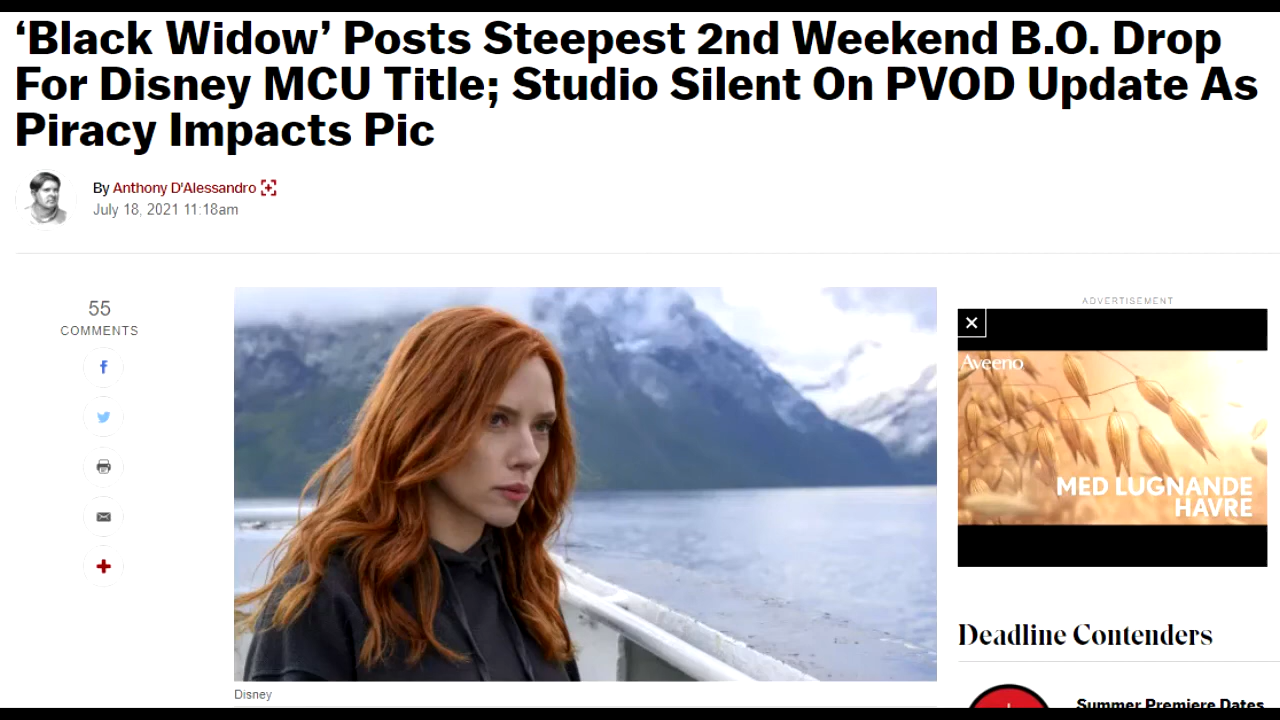 ‘Black Widow’ Posts Steepest 2nd Weekend B.O. Drop
For Disney MCU Title; Studio Silent On PVOD Update As
Piracy Impacts Pic
By Anthony D'Alessandro
July 18, 2021 11:18am
55
COMMENTS
ADVERTISEMENT
Aveeno
MED LUGNANDE
HAVRE
Deadline Contenders
Disney
Summer Premiere Dates